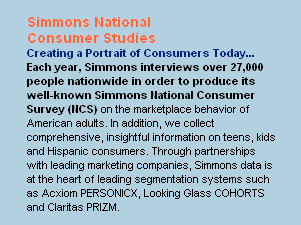 Simmons National
Consumer Studies
Creating a Portrait of Consumers Today...
Each year, Simmons interviews over 27,000
people nationwide in order to produce its
well-known Simmons National Consumer
Survey (NCS) on the marketplace behavior of
American adults. In addition, we collect
comprehensive, insightful information on teens, kids
and Hispanic consumers. Through partnerships
with leading marketing companies, Simmons data is
at the heart of leading segmentation systems such
as Acxiom PERSONICX, Looking Glass COHORTS
and Claritas PRIZM.